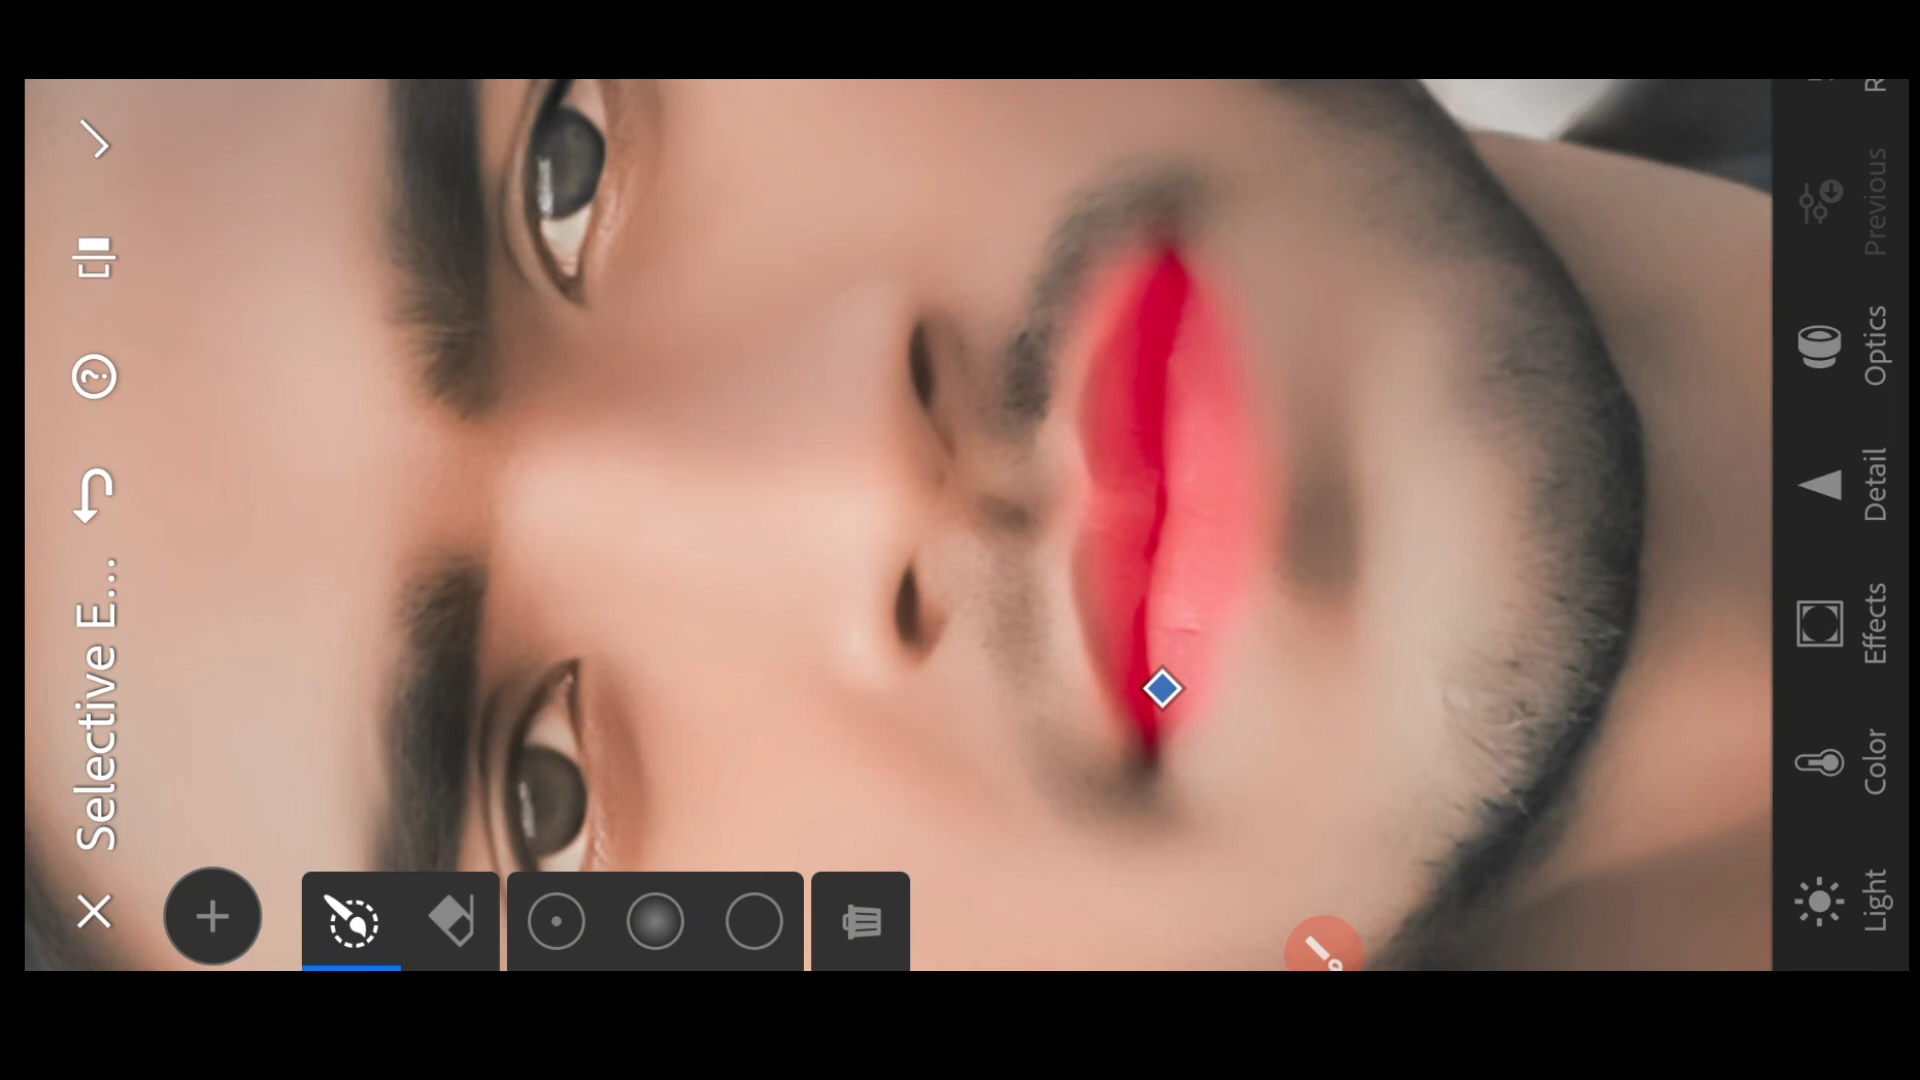 Selective E...
Light
Color
Effects
Detail
Optics
Previous